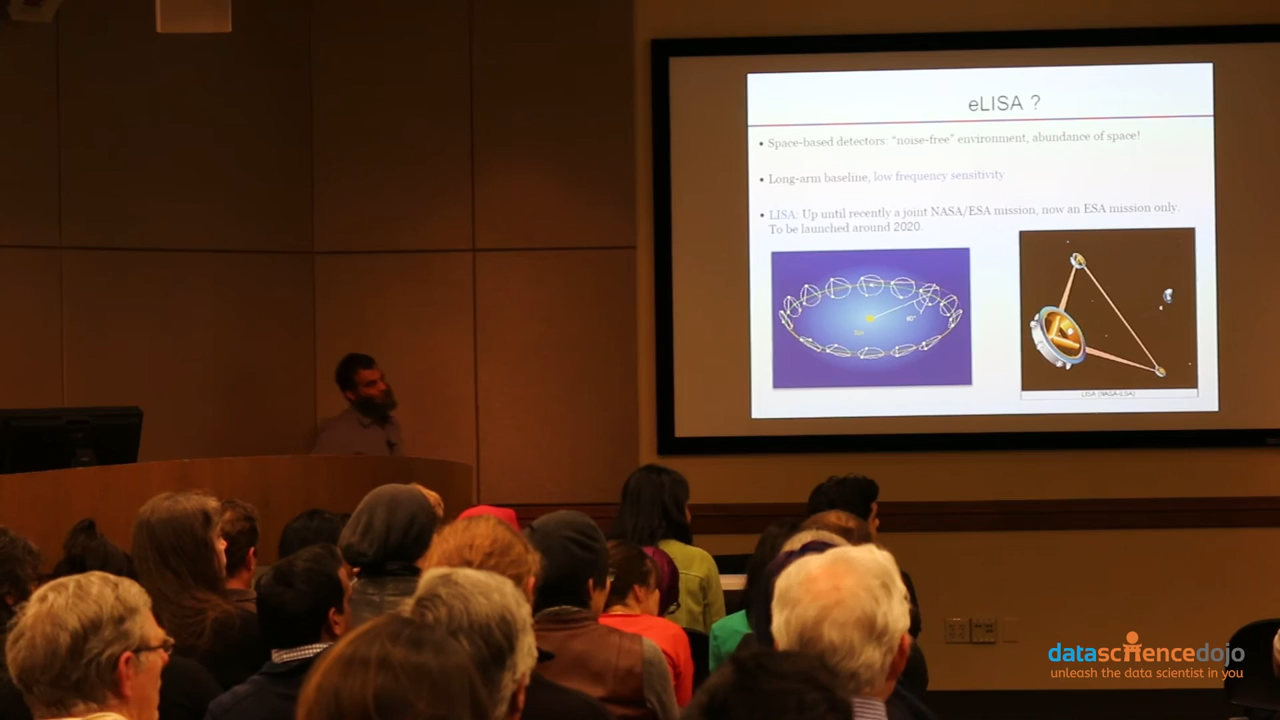 eLISA ?
• Space-based detectors: "noise-free" environment, abundance of space!
• Long-arm baseline, low frequency sensitivity
• LISA: Up until recently a joint NASA/ESA mission, now an ESA mission only.
To be launched around 2020.
60°
LISA (NASA-ESA)
datasciencedojo
unleash the data scientist in you